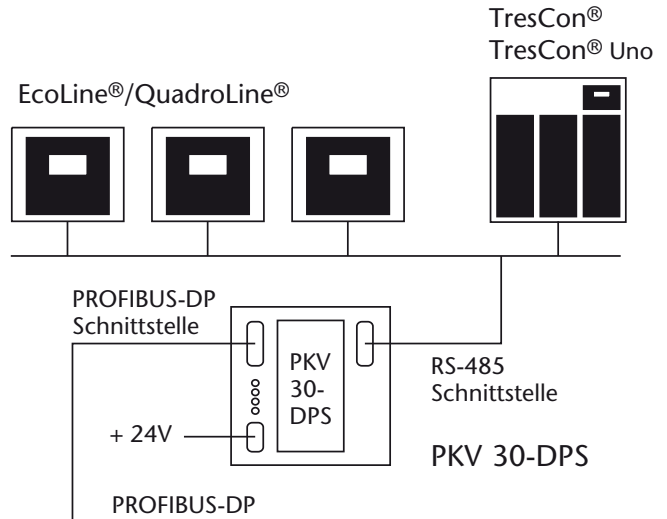 TresCon®
TresCon® Uno
EcoLine®/QuadroLine®
PROFIBUS-DP
Schnittstelle
PKV
30-
DPS
RS-485
Schnittstelle
+ 24V
PKV 30-DPS
PROFIBUS-DP